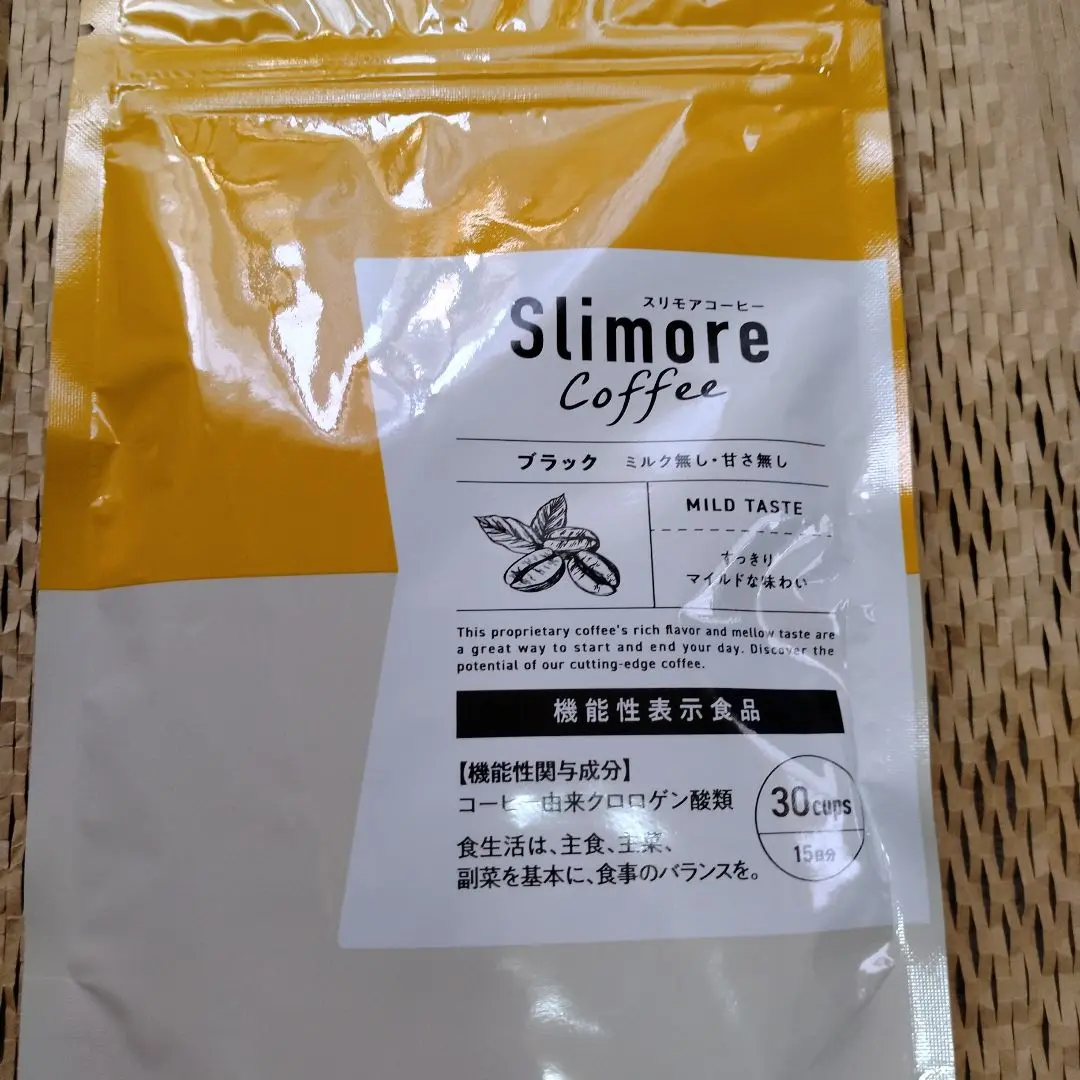 スリモアコーヒー
Slimore
Coffee
ブラック ミルク無し・甘さ無し
MILD TASTE
すっきり
マイルドな味わい
This proprietary coffee's rich flavor and mellow taste are
a great way to start and end your day. Discover the
potential of our cutting-edge coffee.
機能性表示食品
【機能性関与成分】
コーヒー由来クロロゲン酸類
食生活は、主食、主菜、
副菜を基本に、食事のバランスを。
30cups
15日分